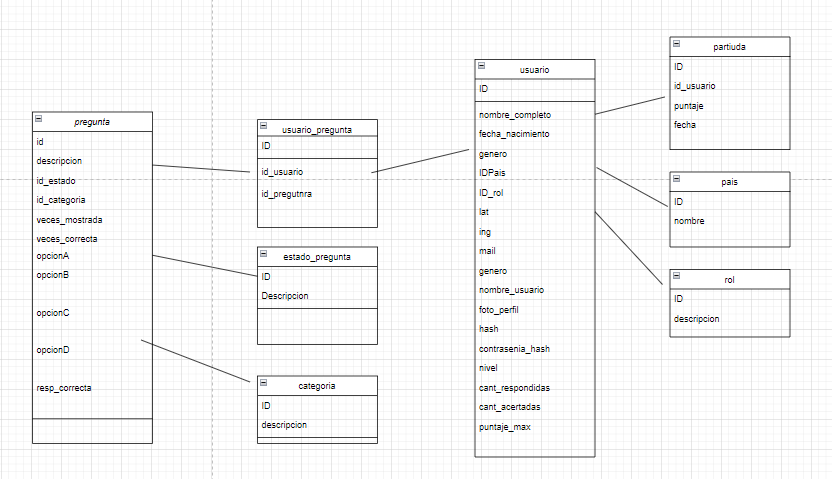 pregunta
id
descripcion
id_estado
id_categoria
veces_mostrada
veces_correcta
opcionA
opcionB
opcionC
opcionD
resp_correcta
usuario_pregunta
ID
id_usuario
id_pregutnra
estado_pregunta
ID
Descripcion
categoria
ID
descripcion
usuario
ID
nombre_completo
fecha_nacimiento
genero
IDPais
ID_rol
lat
ing
mail
genero
nombre_usuario
foto_perfil
hash
contrasenia_hash
nivel
cant_respondidas
cant_acertadas
puntaje_max
partiuda
ID
id_usuario
puntaje
fecha
pais
ID
nombre
rol
ID
descripcion